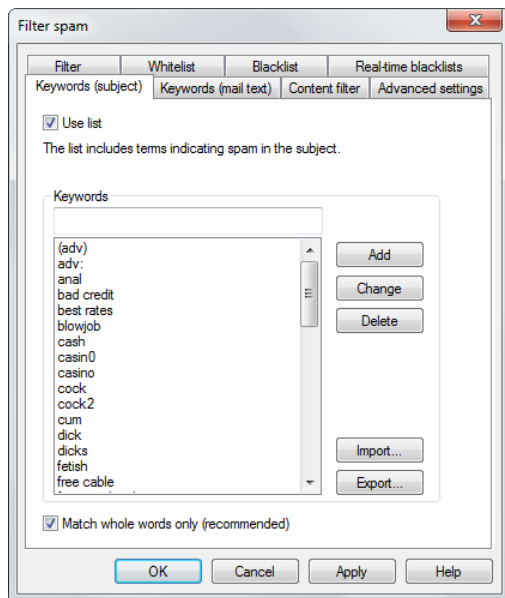 Filter spam
Filter Whitelist Blacklist Real-time blacklists
Keywords (subject) Keywords (mail text) Content filter Advanced settings
Use list
The list includes terms indicating spam in the subject.
Keywords
(adv)
adv:
anal
bad credit
best rates
blowjob
cash
casin0
casino
cock
cock2
cum
dick
dicks
fetish
free cable
Add
Change
Delete
Import...
Export...
Match whole words only (recommended)
OK Cancel Apply Help